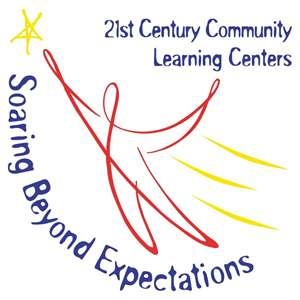 21st Century Community
Learning Centers
Soaring Beyond Expectations